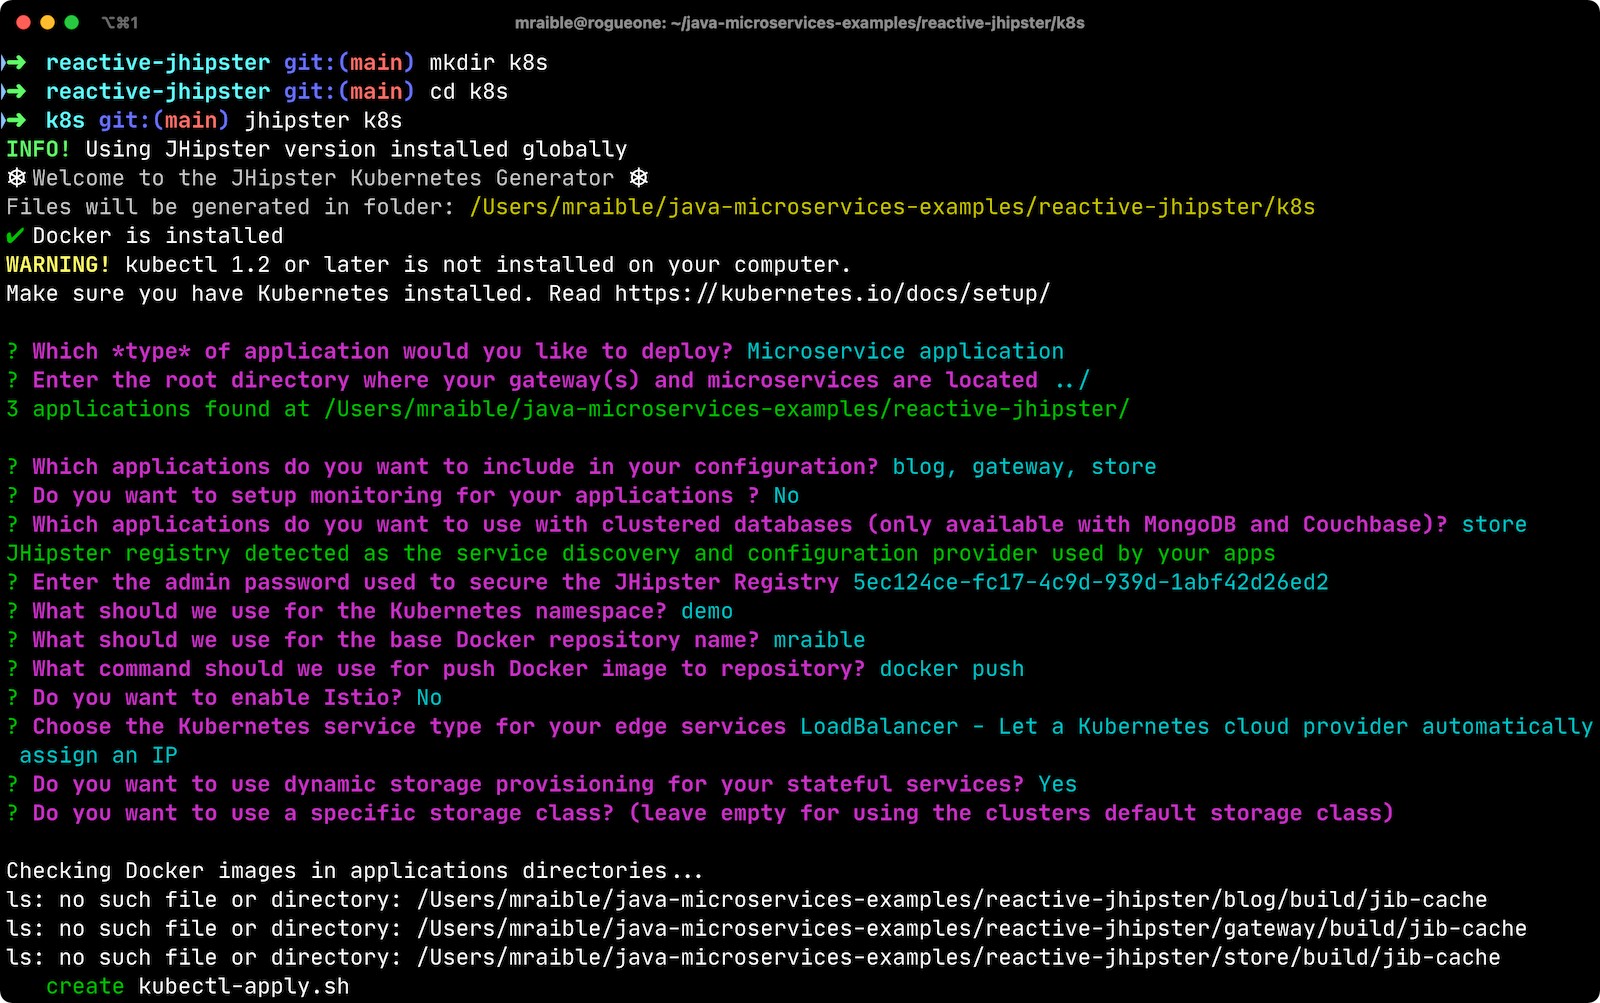 ⌥⌘1
mraible@rogueone: ~/java-microservices-examples/reactive-jhipster/k8s
➜ reactive-jhipster git:(main) mkdir k8s
➜ reactive-jhipster git:(main) cd k8s
➜ k8s git:(main) jhipster k8s
INFO! Using JHipster version installed globally
⎈ Welcome to the JHipster Kubernetes Generator ⎈
Files will be generated in folder: /Users/mraible/java-microservices-examples/reactive-jhipster/k8s
✔ Docker is installed
WARNING! kubectl 1.2 or later is not installed on your computer.
Make sure you have Kubernetes installed. Read https://kubernetes.io/docs/setup/
? Which *type* of application would you like to deploy? Microservice application
? Enter the root directory where your gateway(s) and microservices are located ../
3 applications found at /Users/mraible/java-microservices-examples/reactive-jhipster/
? Which applications do you want to include in your configuration? blog, gateway, store
? Do you want to setup monitoring for your applications ? No
? Which applications do you want to use with clustered databases (only available with MongoDB and Couchbase)? store
JHipster registry detected as the service discovery and configuration provider used by your apps
? Enter the admin password used to secure the JHipster Registry 5ec124ce-fc17-4c9d-939d-1abf42d26ed2
? What should we use for the Kubernetes namespace? demo
? What should we use for the base Docker repository name? mraible
? What command should we use for push Docker image to repository? docker push
? Do you want to enable Istio? No
? Choose the Kubernetes service type for your edge services LoadBalancer - Let a Kubernetes cloud provider automatically
assign an IP
? Do you want to use dynamic storage provisioning for your stateful services? Yes
? Do you want to use a specific storage class? (leave empty for using the clusters default storage class)
Checking Docker images in applications directories...
ls: no such file or directory: /Users/mraible/java-microservices-examples/reactive-jhipster/blog/build/jib-cache
ls: no such file or directory: /Users/mraible/java-microservices-examples/reactive-jhipster/gateway/build/jib-cache
ls: no such file or directory: /Users/mraible/java-microservices-examples/reactive-jhipster/store/build/jib-cache
create kubectl-apply.sh